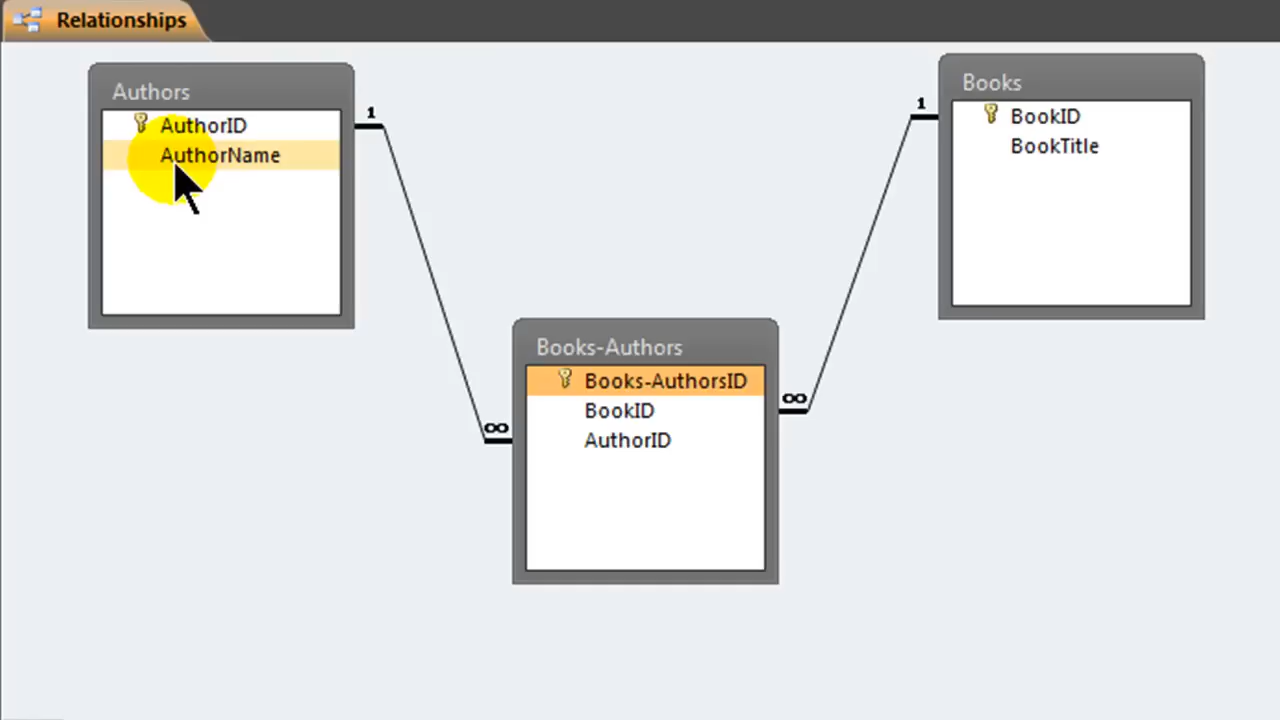 Relationships
Authors
AuthorID
AuthorName
1
∞
Books
BookID
BookTitle
1
∞
Books-Authors
Books-AuthorsID
BookID
AuthorID